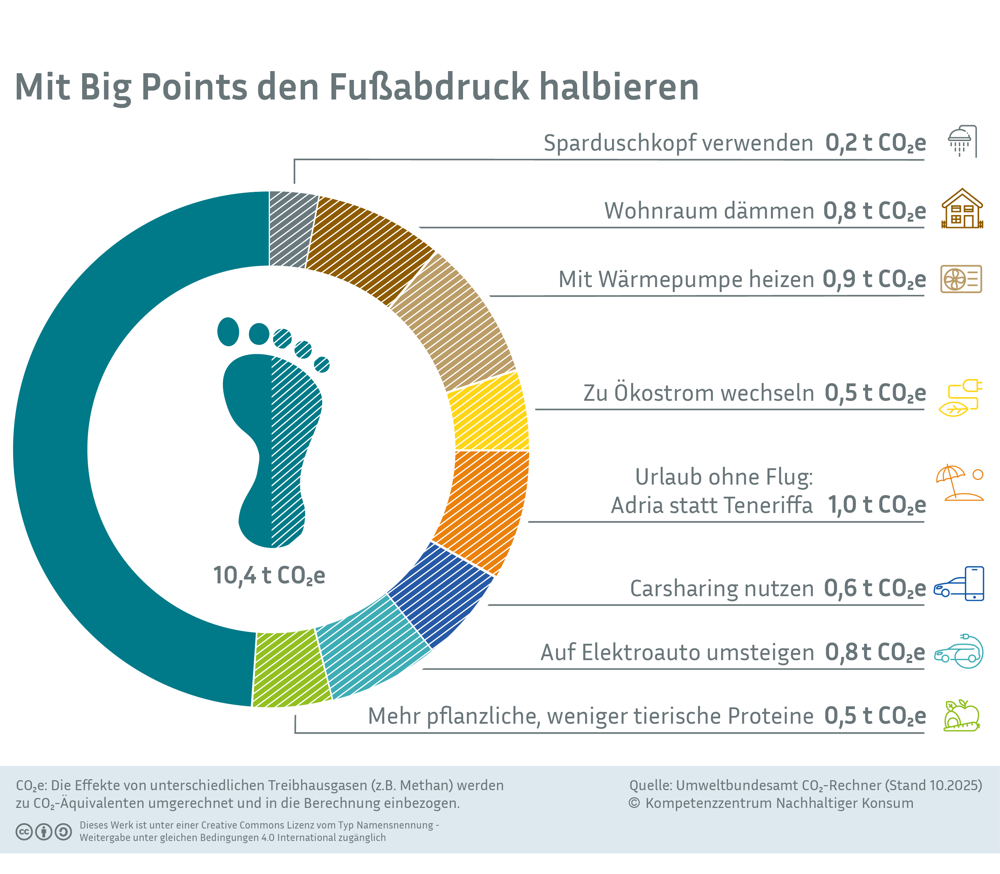 Mit Big Points den Fußabdruck halbieren
Sparduschkopf verwenden 0,2 t CO₂e
Wohnraum dämmen 0,8 t CO₂e
Mit Wärmepumpe heizen 0,9 t CO₂e
Zu Ökostrom wechseln 0,5 t CO₂e
Urlaub ohne Flug:
Adria statt Teneriffa 1,0 t CO₂e
10,4 t CO₂e
Carsharing nutzen 0,6 t CO₂e
Auf Elektroauto umsteigen 0,8 t CO₂e
Mehr pflanzliche, weniger tierische Proteine 0,5 t CO₂e
CO₂e: Die Effekte von unterschiedlichen Treibhausgasen (z.B. Methan) werden
zu CO₂-Äquivalenten umgerechnet und in die Berechnung einbezogen.
Quelle: Umweltbundesamt CO₂-Rechner (Stand 10.2025)
© Kompetenzzentrum Nachhaltiger Konsum
cc
Dieses Werk ist unter einer Creative Commons Lizenz vom Typ Namensnennung -
Weitergabe unter gleichen Bedingungen 4.0 International zugänglich